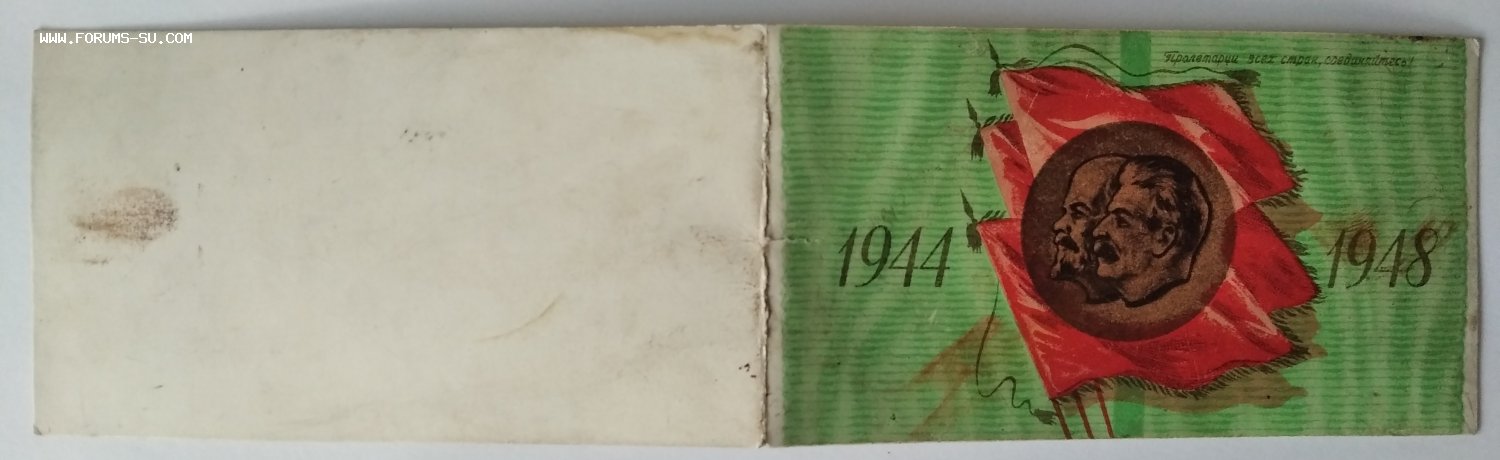 WWW.FORUMS-SU.COM
Пролетарии всех стран, соединяйтесь!
1944
1948